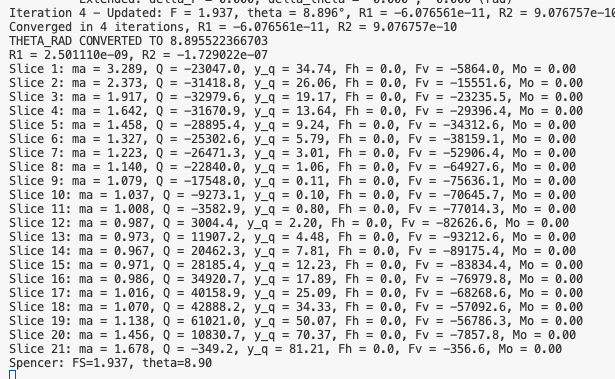 Extended: delta_F = 0.000, delta_theta = 0.000° 0.000 (rad)
Iteration 4 – Updated: F = 1.937, theta = 8.896°, R1 = -6.076561e-11, R2 = 9.076757e-10
Converged in 4 iterations, R1 = -6.076561e-11, R2 = 9.076757e-10
THETA_RAD CONVERTED TO 8.895522366703
R1 = 2.501110e-09, R2 = -1.729022e-07
Slice 1: ma = 3.289, Q = -23047.0, y_q = 34.74, Fh = 0.0, Fv = -5864.0, Mo = 0.00
Slice 2: ma = 2.373, Q = -31418.8, y_q = 26.06, Fh = 0.0, Fv = -15551.6, Mo = 0.00
Slice 3: ma = 1.917, Q = -32979.6, y_q = 19.17, Fh = 0.0, Fv = -23235.5, Mo = 0.00
Slice 4: ma = 1.642, Q = -31670.9, y_q = 13.64, Fh = 0.0, Fv = -29396.4, Mo = 0.00
Slice 5: ma = 1.458, Q = -28895.4, y_q = 9.24, Fh = 0.0, Fv = -34312.6, Mo = 0.00
Slice 6: ma = 1.327, Q = -25302.6, y_q = 5.79, Fh = 0.0, Fv = -38159.1, Mo = 0.00
Slice 7: ma = 1.223, Q = -26471.3, y_q = 3.01, Fh = 0.0, Fv = -52906.4, Mo = 0.00
Slice 8: ma = 1.140, Q = -22840.0, y_q = 1.06, Fh = 0.0, Fv = -64927.6, Mo = 0.00
Slice 9: ma = 1.079, Q = -17548.0, y_q = 0.11, Fh = 0.0, Fv = -75636.1, Mo = 0.00
Slice 10: ma = 1.037, Q = -9273.1, y_q = 0.10, Fh = 0.0, Fv = -70645.7, Mo = 0.00
Slice 11: ma = 1.008, Q = -3582.9, y_q = 0.80, Fh = 0.0, Fv = -77014.3, Mo = 0.00
Slice 12: ma = 0.987, Q = 3004.4, y_q = 2.20, Fh = 0.0, Fv = -82626.6, Mo = 0.00
Slice 13: ma = 0.973, Q = 11907.2, y_q = 4.48, Fh = 0.0, Fv = -93212.6, Mo = 0.00
Slice 14: ma = 0.967, Q = 20462.3, y_q = 7.81, Fh = 0.0, Fv = -89175.4, Mo = 0.00
Slice 15: ma = 0.971, Q = 28185.4, y_q = 12.23, Fh = 0.0, Fv = -83834.4, Mo = 0.00
Slice 16: ma = 0.986, Q = 34920.7, y_q = 17.89, Fh = 0.0, Fv = -76979.8, Mo = 0.00
Slice 17: ma = 1.016, Q = 40158.9, y_q = 25.09, Fh = 0.0, Fv = -68268.6, Mo = 0.00
Slice 18: ma = 1.070, Q = 42888.2, y_q = 34.33, Fh = 0.0, Fv = -57092.6, Mo = 0.00
Slice 19: ma = 1.138, Q = 61021.0, y_q = 50.07, Fh = 0.0, Fv = -56786.3, Mo = 0.00
Slice 20: ma = 1.456, Q = 10830.7, y_q = 70.37, Fh = 0.0, Fv = -7857.8, Mo = 0.00
Slice 21: ma = 1.678, Q = -349.2, y_q = 81.21, Fh = 0.0, Fv = -356.6, Mo = 0.00
Spencer: FS=1.937, theta=8.90